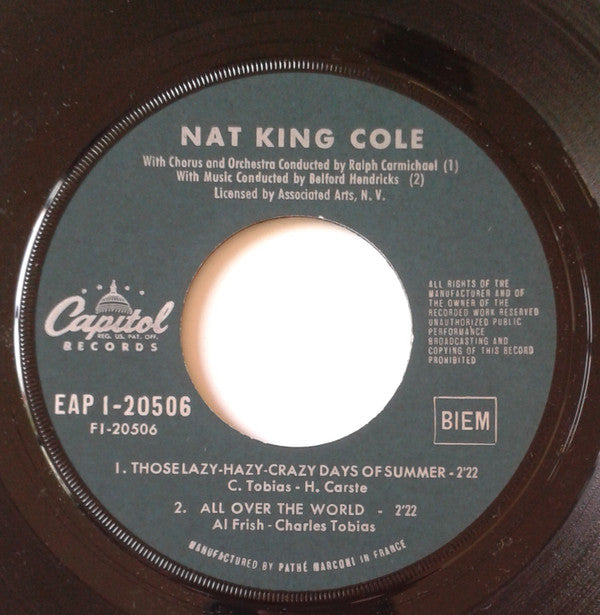 NAT KING COLE
With Chorus and Orchestra Conducted by Ralph Carmichael (1)
With Music Conducted by Belford Hendricks (2)
Licensed by Associated Arts, N. V.
Capitol
REG. US. PAT. OFF.
RECORDS
ALL RIGHTS OF THE
MANUFACTURER AND OF
THE OWNER OF THE
RECORDED WORK RESERVED
UNAUTHORIZED PUBLIC
PERFORMANCE
BROADCASTING AND
COPYING OF THIS RECORD
PROHIBITED
EAP 1-20506
F1-20506
BIEM
1. THOSE LAZY-HAZY-CRAZY DAYS OF SUMMER - 2'22
C. Tobias - H. Carste
2. ALL OVER THE WORLD - 2'22
Al Frish - Charles Tobias
MANUFACTURED BY PATHÉ MARCONI IN FRANCE